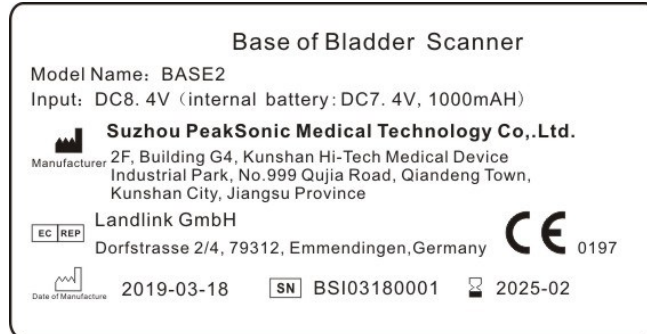 Base of Bladder Scanner
Model Name: BASE2
Input: DC8. 4V (internal battery: DC7. 4V, 1000mAH)
Suzhou PeakSonic Medical Technology Co,.Ltd.
Manufacturer 2F, Building G4, Kunshan Hi-Tech Medical Device
Industrial Park, No.999 Qujia Road, Qiandeng Town,
Kunshan City, Jiangsu Province
EC REP Landlink GmbH
Dorfstrasse 2/4, 79312, Emmendingen,Germany CE 0197
Date of Manufacture 2019-03-18 SN BSI03180001 2025-02